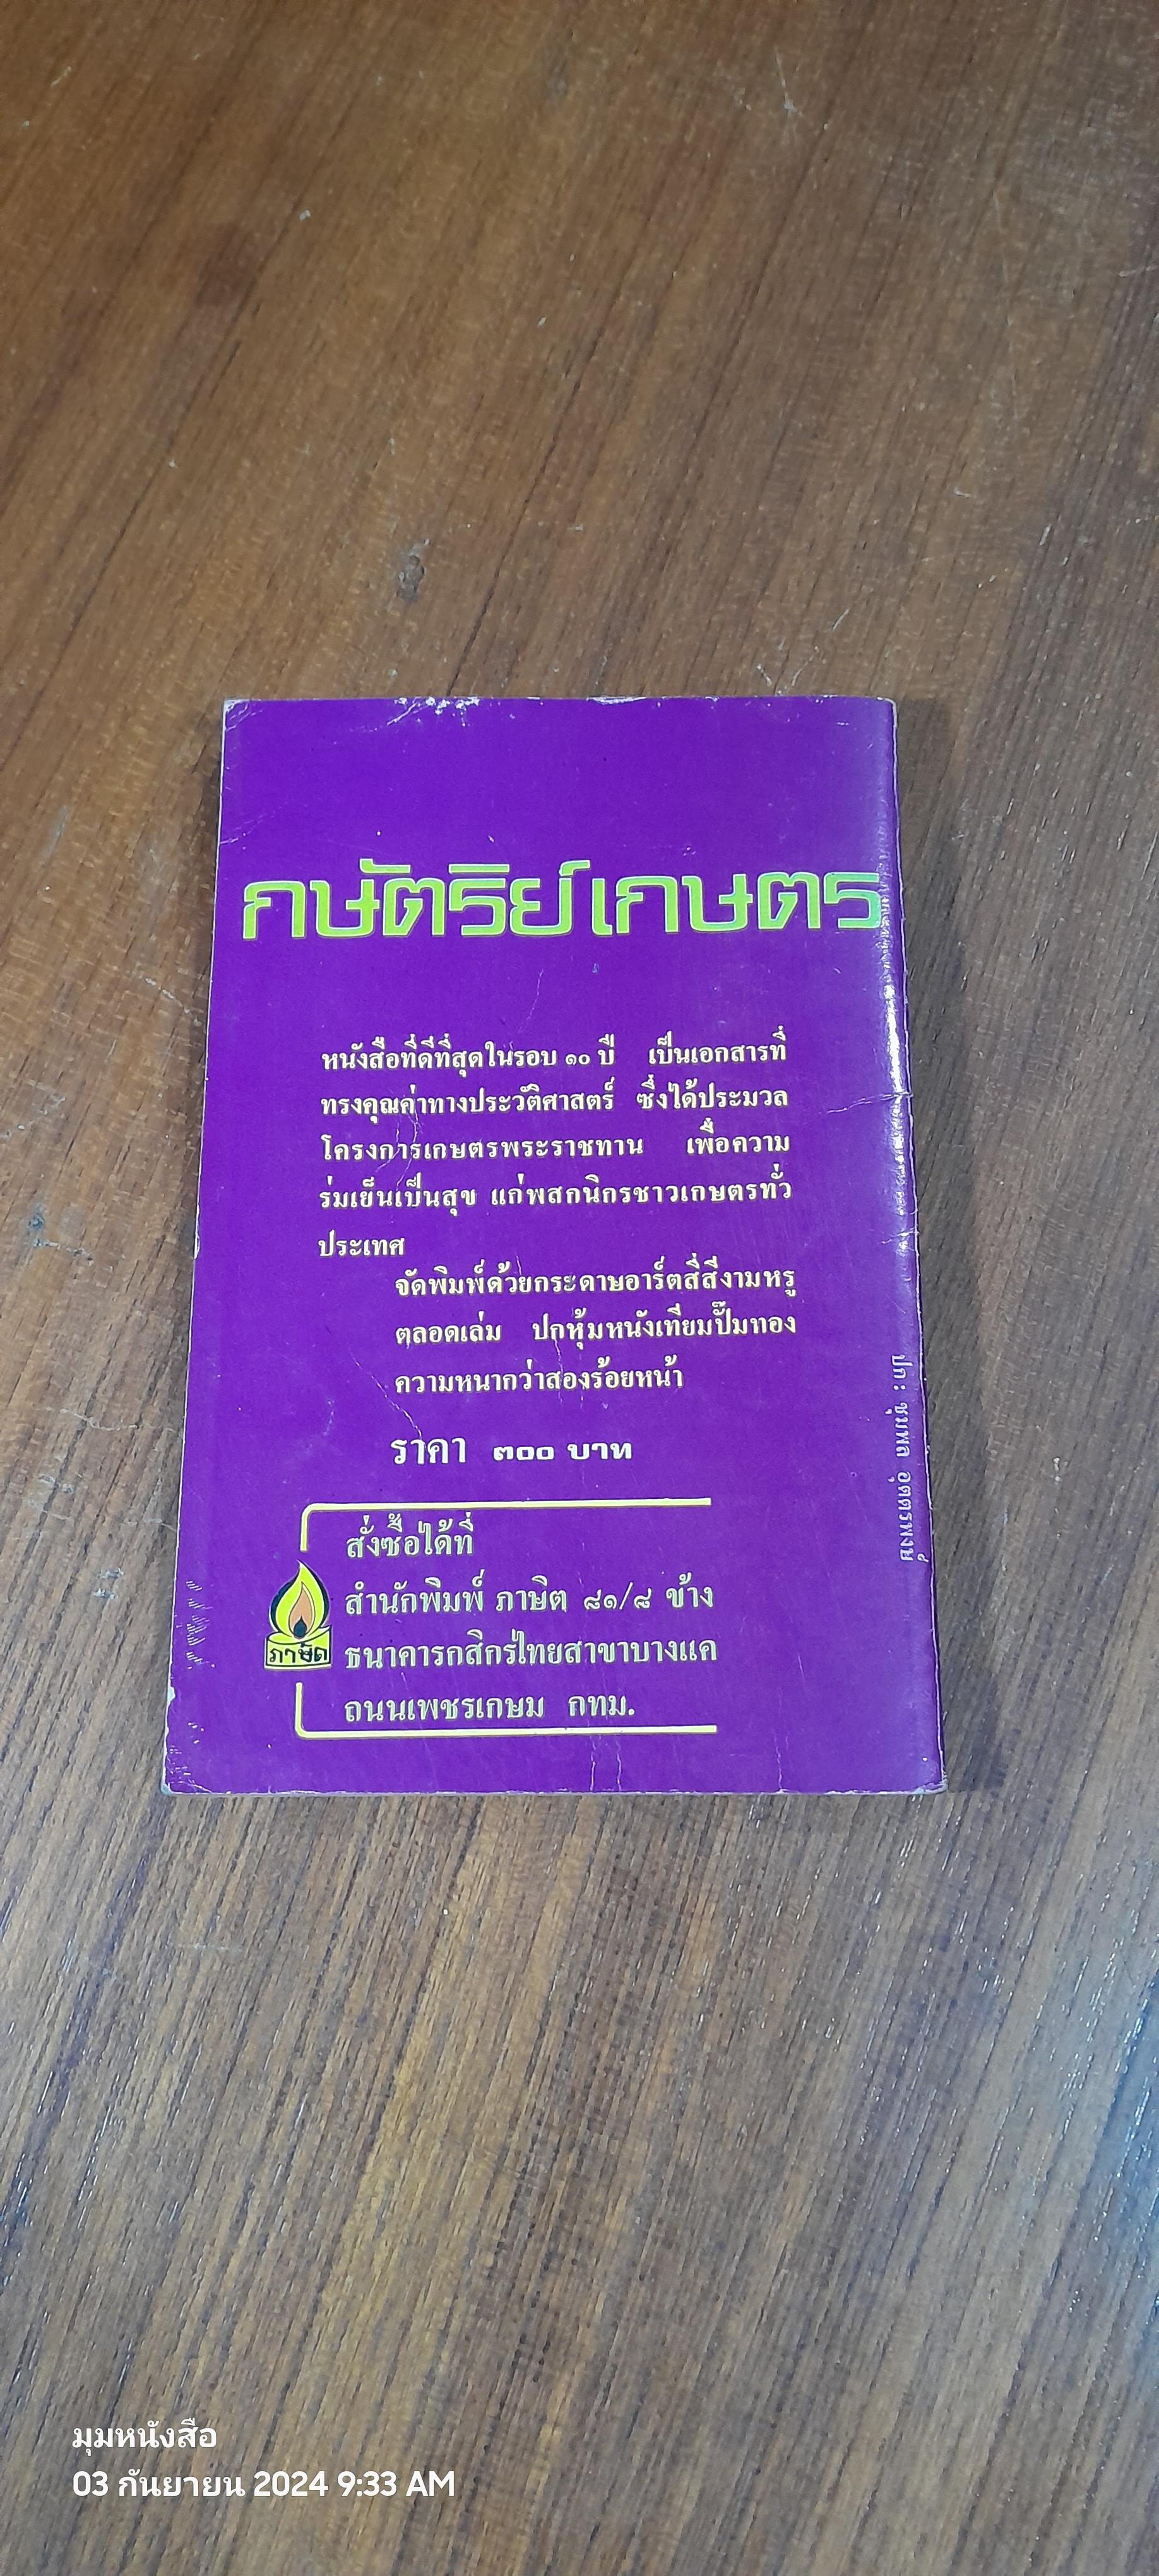 กษัตริย์เกษตร
หนังสือที่ดีที่สุดในรอบ ๑๐ ปี เป็นเอกสารที่
ทรงคุณค่าทางประวัติศาสตร์ ซึ่งได้ประมวล
โครงการเกษตรพระราชทาน เพื่อความ
ร่มเย็นเป็นสุข แก่พสกนิกรชาวเกษตรทั่ว
ประเทศ
จัดพิมพ์ด้วยกระดาษอาร์ตสี่สีงามหรู
ตลอดเล่ม ปกหุ้มหนังเทียมปั๊มทอง
ความหนากว่าสองร้อยหน้า
ราคา ๓๐๐ บาท
สั่งซื้อได้ที่
สำนักพิมพ์ ภาษิต ๘๑/๘ ข้าง
ธนาคารกสิกรไทยสาขาบางแค
ถนนเพชรเกษม กทม.
ภาษิต
ปก : ชุมพล อุดดรพงษ์
มุมหนังสือ
03 กันยายน 2024 9:33 AM